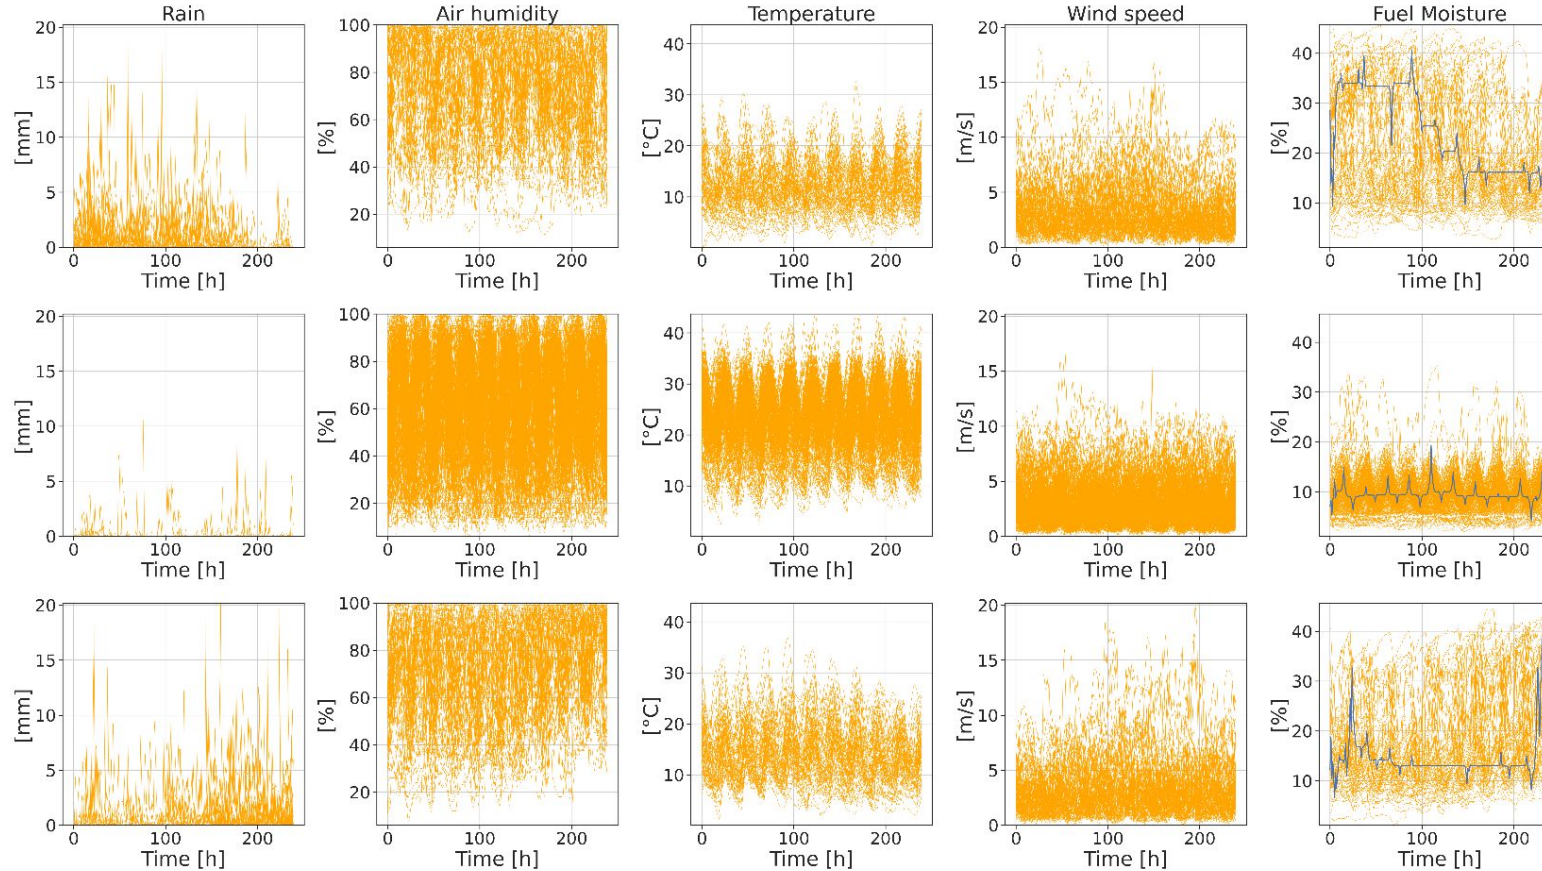 Rain Air humidity Temperature Wind speed Fuel Moisture
[mm] 20 15 10 5 0
0 100 200
Time [h]
[%] 100 80 60 40 20
0 100 200
Time [h]
[°C] 40 30 20 10
0 100 200
Time [h]
[m/s] 20 15 10 5 0
0 100 200
Time [h]
[%] 40 30 20 10
0 100 200
Time [h]
[mm] 20 15 10 5 0
0 100 200
Time [h]
[%] 100 80 60 40 20
0 100 200
Time [h]
[°C] 40 30 20 10
0 100 200
Time [h]
[m/s] 20 15 10 5 0
0 100 200
Time [h]
[%] 40 30 20 10
0 100 200
Time [h]
[mm] 20 15 10 5 0
0 100 200
Time [h]
[%] 100 80 60 40 20
0 100 200
Time [h]
[°C] 40 30 20 10
0 100 200
Time [h]
[m/s] 20 15 10 5 0
0 100 200
Time [h]
[%] 40 30 20 10
0 100 200
Time [h]